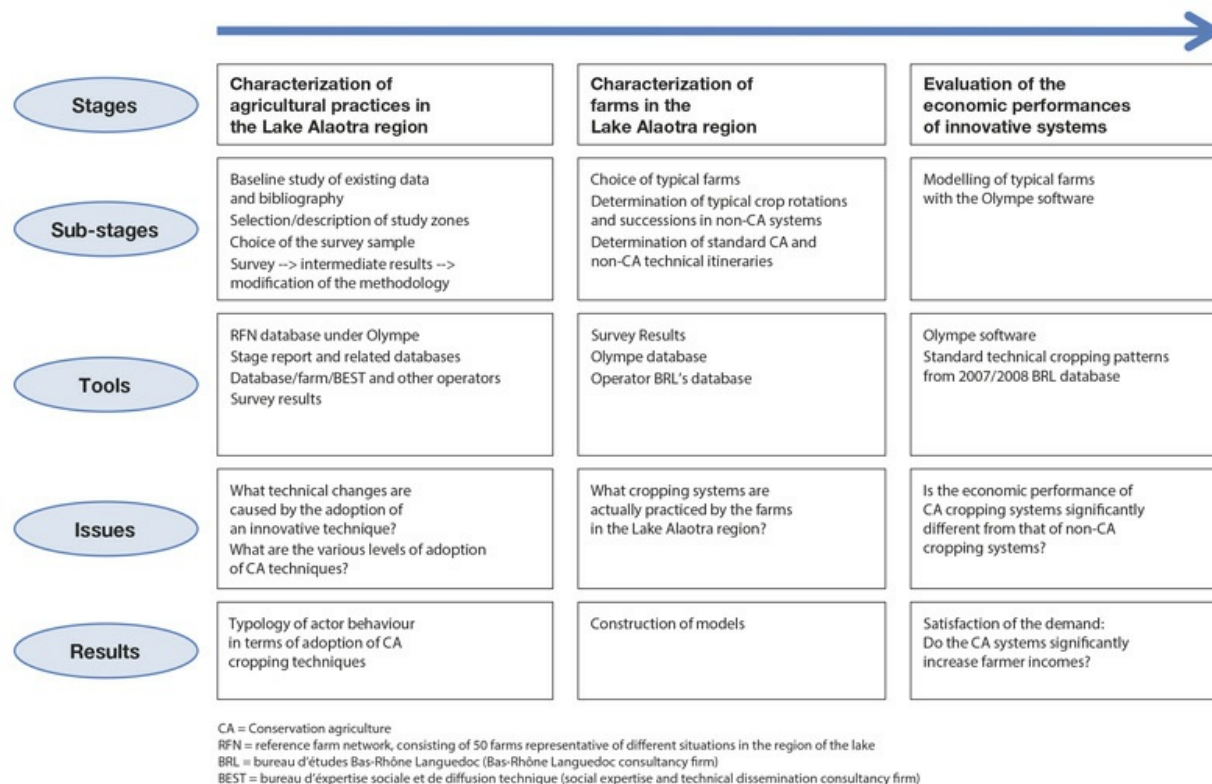 Stages
Characterization of
agricultural practices in
the Lake Alaotra region
Characterization of
farms in the
Lake Alaotra region
Evaluation of the
economic performances
of innovative systems
Sub-stages
Baseline study of existing data
and bibliography
Selection/description of study zones
Choice of the survey sample
Survey --> intermediate results -->
modification of the methodology
Choice of typical farms
Determination of typical crop rotations
and successions in non-CA systems
Determination of standard CA and
non-CA technical itineraries
Modelling of typical farms
with the Olympe software
Tools
RFN database under Olympe
Stage report and related databases
Database/farm/BEST and other operators
Survey results
Survey Results
Olympe database
Operator BRL's database
Olympe software
Standard technical cropping patterns
from 2007/2008 BRL database
Issues
What technical changes are
caused by the adoption of
an innovative technique?
What are the various levels of adoption
of CA techniques?
What cropping systems are
actually practiced by the farms
in the Lake Alaotra region?
Is the economic performance of
CA cropping systems significantly
different from that of non-CA
cropping systems?
Results
Typology of actor behaviour
in terms of adoption of CA
cropping techniques
Construction of models
Satisfaction of the demand:
Do the CA systems significantly
increase farmer incomes?
CA = Conservation agriculture
RFN = reference farm network, consisting of 50 farms representative of different situations in the region of the lake
BRL = bureau d'études Bas-Rhône Languedoc (Bas-Rhône Languedoc consultancy firm)
BEST = bureau d'éxpertise sociale et de diffusion technique (social expertise and technical dissemination consultancy firm)